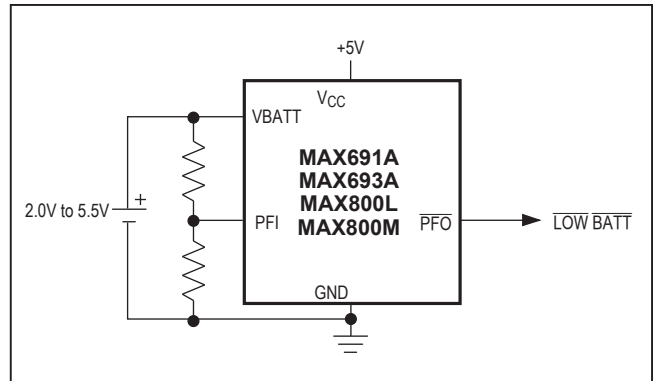 +5V
VCC
VBATT
MAX691A
MAX693A
MAX800L
MAX800M
2.0V to 5.5V
+
PFI
PFO
LOW BATT
GND